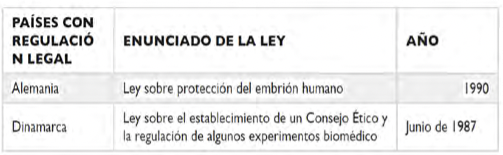 PAÍSES CON
REGULACIÓ
N LEGAL
ENUNCIADO DE LA LEY
AÑO
Alemania
Ley sobre protección del embrión humano
1990
Dinamarca
Ley sobre el establecimiento de un Consejo Ético y
la regulación de algunos experimentos biomédico
Junio de 1987